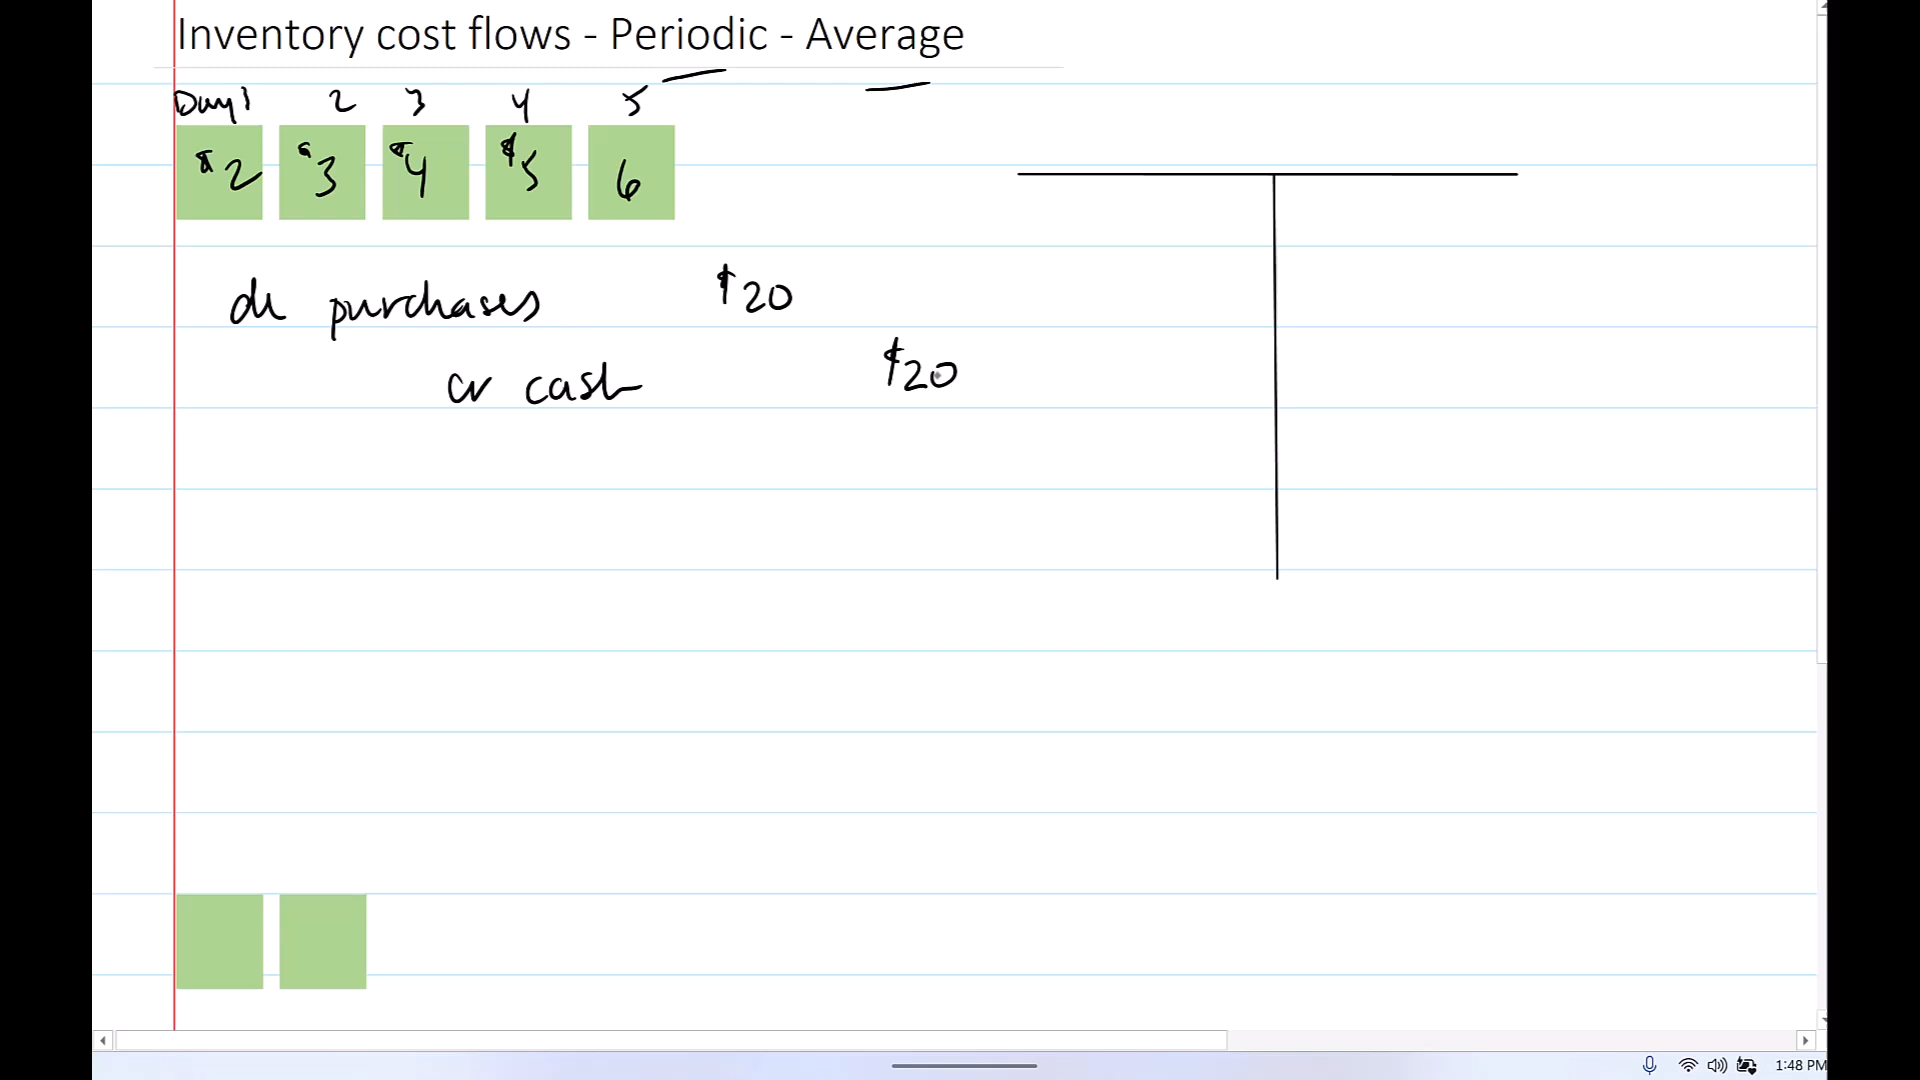 Inventory cost flows - Periodic - Average
Day 1 2 3 4 5
$2 $3 $4 $5 6
dr purchases $20
cr cash $20
1:48 PM